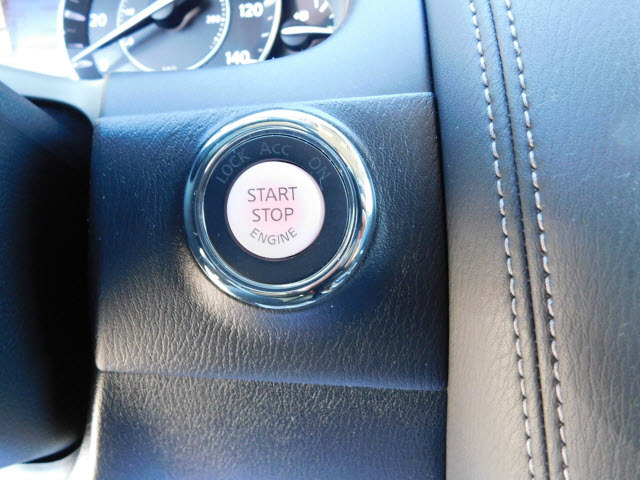 20
120
140
LOCK ACC ON
START
STOP
ENGINE